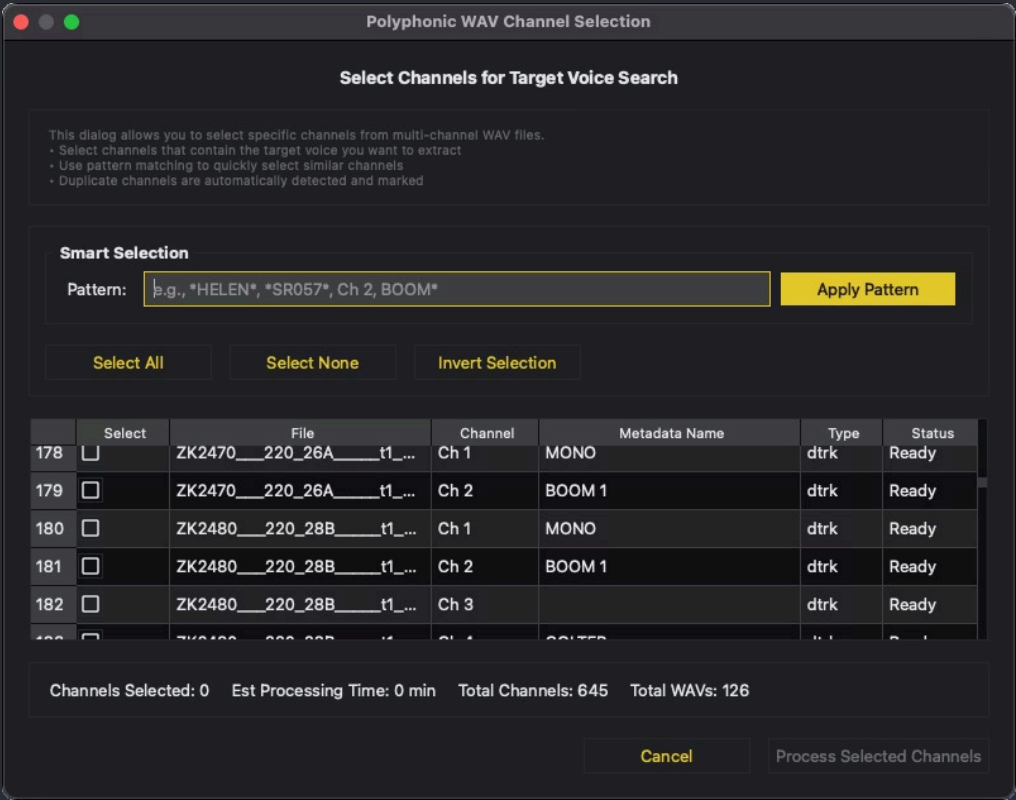 Polyphonic WAV Channel Selection
Select Channels for Target Voice Search
This dialog allows you to select specific channels from multi-channel WAV files.
• Select channels that contain the target voice you want to extract
• Use pattern matching to quickly select similar channels
• Duplicate channels are automatically detected and marked
Smart Selection
Pattern: e.g., *HELEN*, *SR057*, Ch 2, BOOM* Apply Pattern
Select All Select None Invert Selection
Select File Channel Metadata Name Type Status
178 ZK2470___220_26A_____t1_... Ch 1 MONO dtrk Ready
179 ZK2470___220_26A_____t1_... Ch 2 BOOM 1 dtrk Ready
180 ZK2480___220_28B_____t1_... Ch 1 MONO dtrk Ready
181 ZK2480___220_28B_____t1_... Ch 2 BOOM 1 dtrk Ready
182 ZK2480___220_28B_____t1_... Ch 3 dtrk Ready
Channels Selected: 0 Est Processing Time: 0 min Total Channels: 645 Total WAVs: 126
Cancel Process Selected Channels